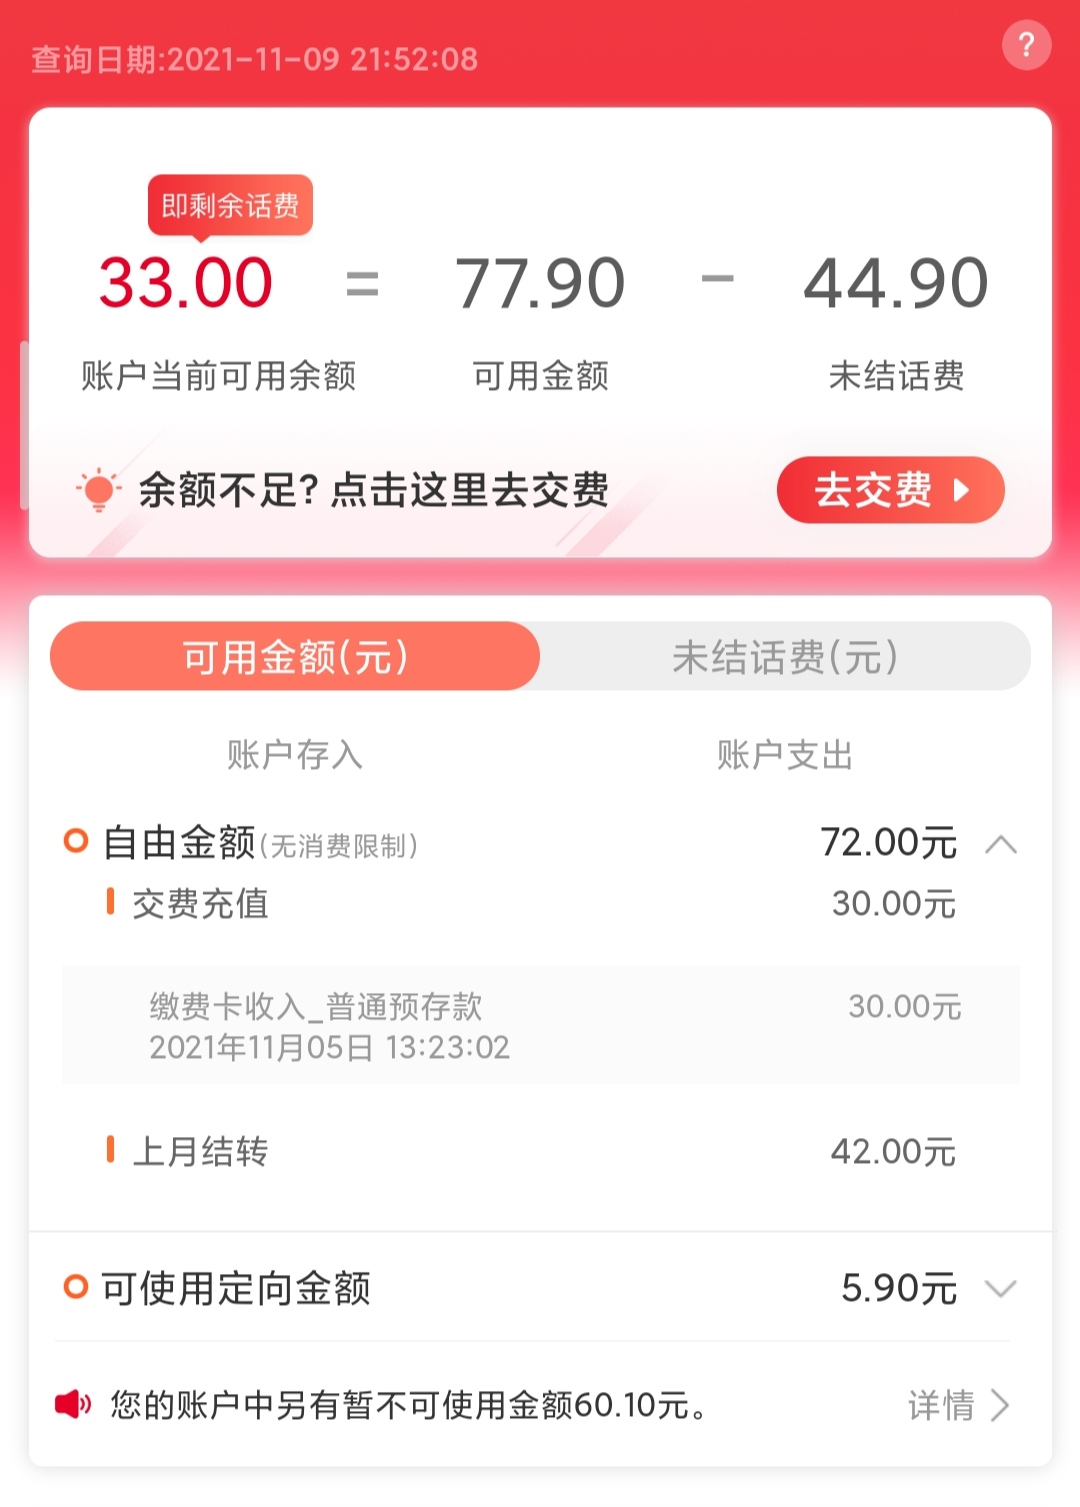 查询日期:2021-11-09 21:52:08
?
即剩余话费
33.00 = 77.90 - 44.90
账户当前可用余额 可用金额 未结话费
余额不足? 点击这里去交费 去交费
可用金额(元) 未结话费(元)
账户存入 账户支出
自由金额(无消费限制) 72.00元
交费充值 30.00元
缴费卡收入_普通预存款 30.00元
2021年11月05日 13:23:02
上月结转 42.00元
可使用定向金额 5.90元
您的账户中另有暂不可使用金额60.10元。 详情